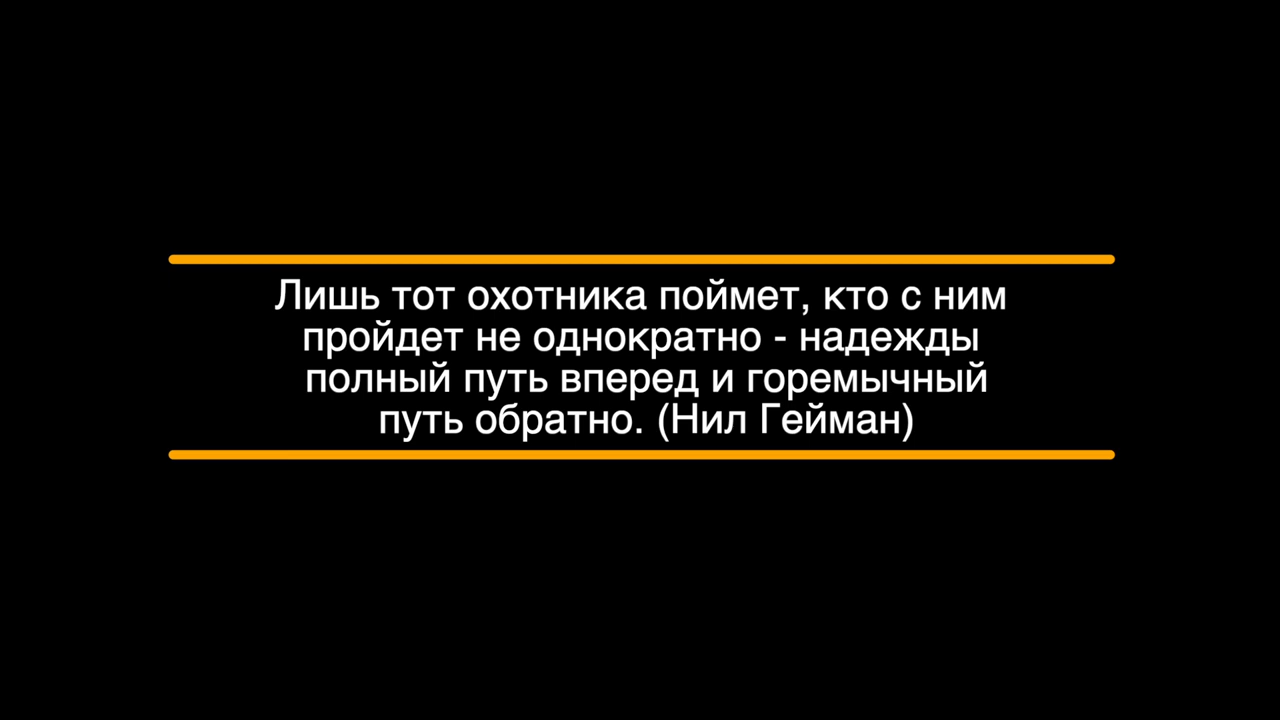 Лишь тот охотника поймет, кто с ним
пройдет не однократно - надежды
полный путь вперед и горемычный
путь обратно. (Нил Гейман)